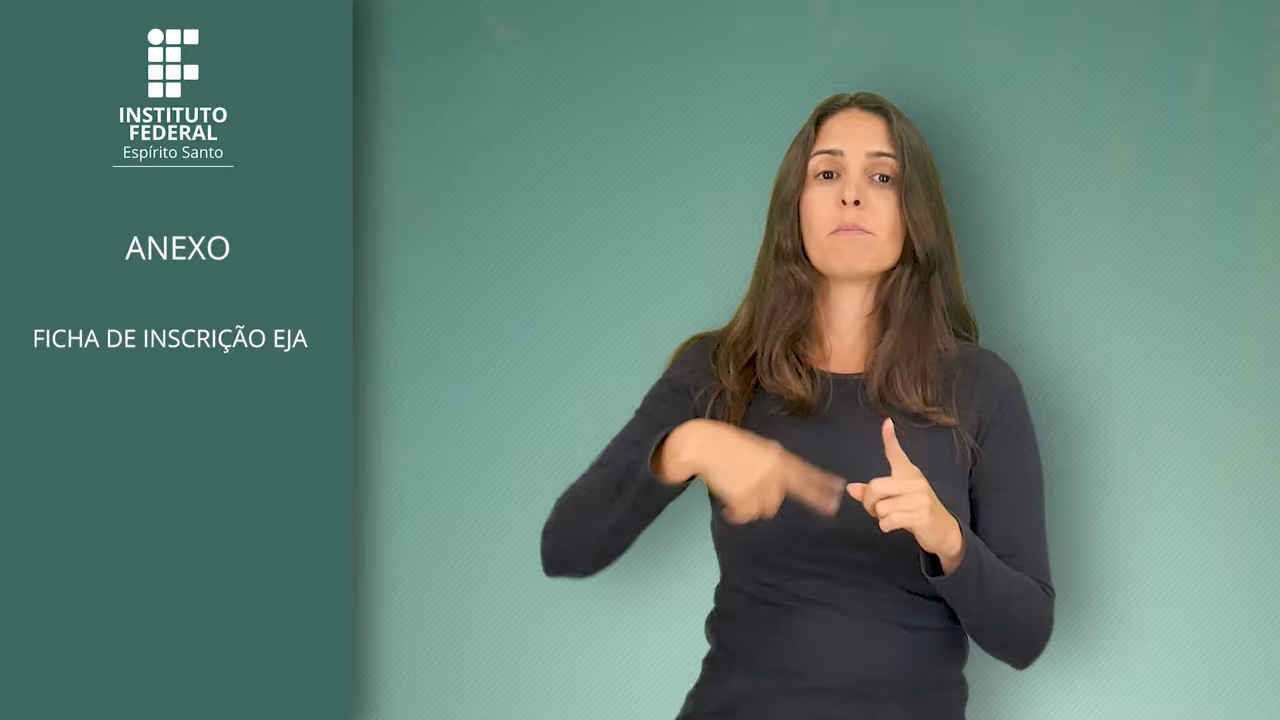 INSTITUTO
FEDERAL
Espírito Santo
ANEXO
FICHA DE INSCRIÇÃO EJA